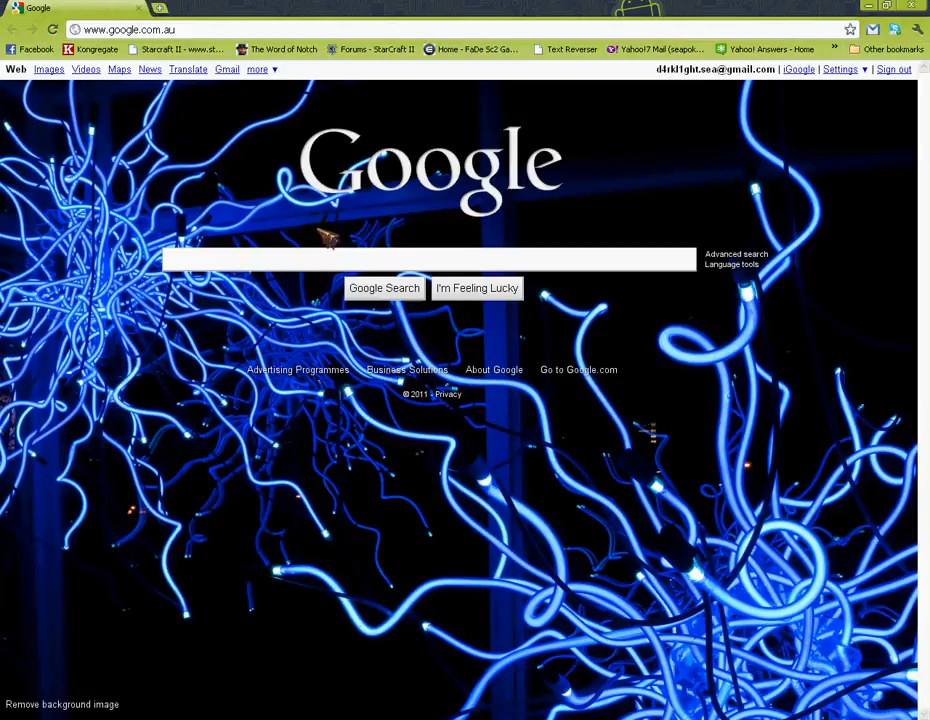 Google
www.google.com.au
Facebook Kongregate Starcraft II - www.st... The Word of Notch Forums - StarCraft II Home - FaDe Sc2 Ga... Text Reverser Yahoo!7 Mail (seapok... Yahoo! Answers - Home » Other bookmarks
Web Images Videos Maps News Translate Gmail more ▼ d4rkl1ght.sea@gmail.com | iGoogle | Settings ▼ | Sign out
Google
Advanced search
Language tools
Google Search I'm Feeling Lucky
Advertising Programmes Business Solutions About Google Go to Google.com
© 2011 - Privacy
Remove background image